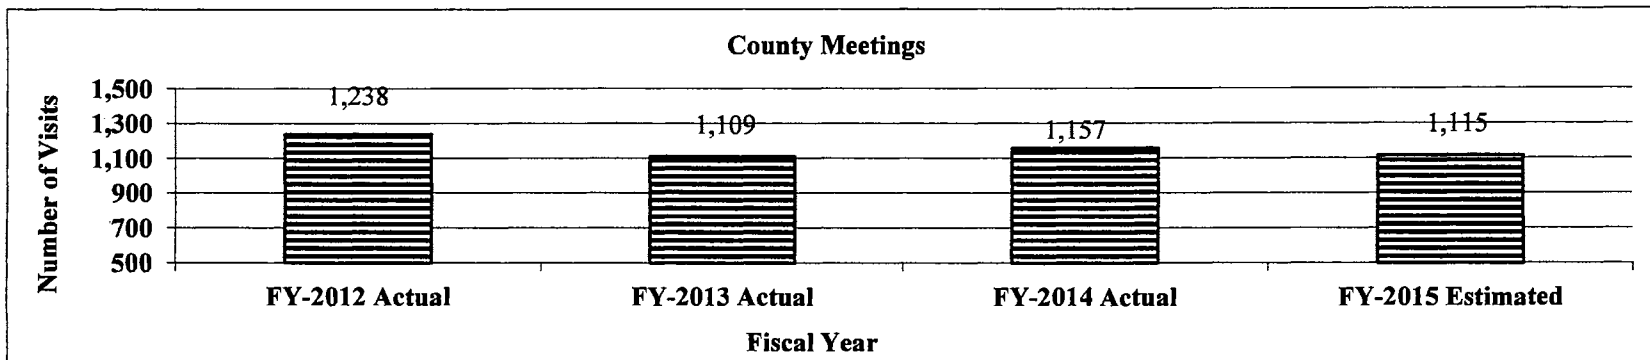 County Meetings
Number of Visits
1,500
1,300
1,100
900
700
500
1,238
1,109
1,157
1,115
FY-2012 Actual
FY-2013 Actual
FY-2014 Actual
FY-2015 Estimated
Fiscal Year